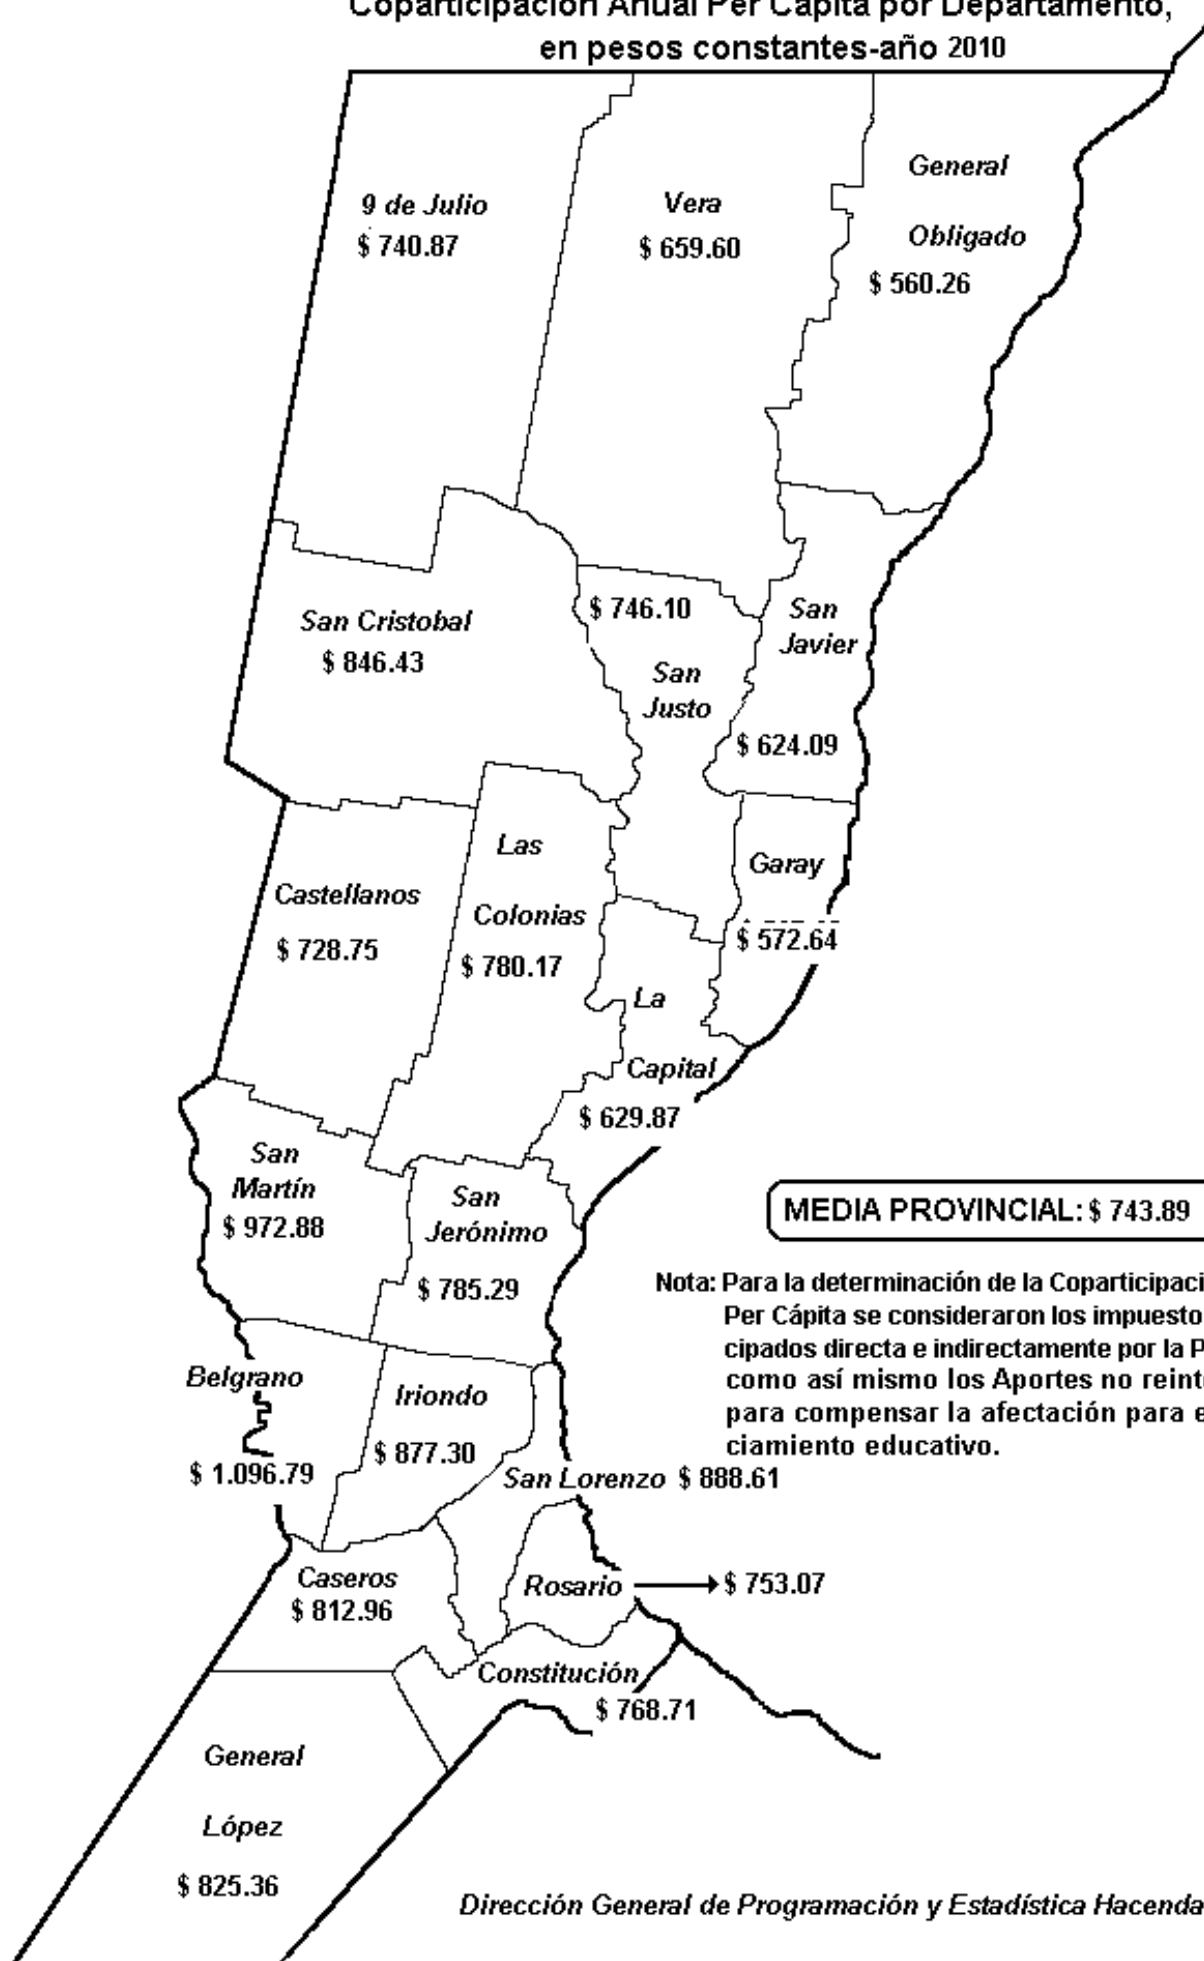 Coparticipación Anual Per Cápita por Departamento,
en pesos constantes-año 2010
9 de Julio
$ 740.87
Vera
$ 659.60
General
Obligado
$ 560.26
San Cristobal
$ 846.43
$ 746.10
San
Justo
San
Javier
$ 624.09
Las
Colonias
$ 780.17
Castellanos
$ 728.75
Garay
$ 572.64
La
Capital
$ 629.87
San
Martín
$ 972.88
San
Jerónimo
$ 785.29
MEDIA PROVINCIAL: $ 743.89
Nota: Para la determinación de la Coparticipaci
Per Cápita se consideraron los impuesto
cipados directa e indirectamente por la P
como así mismo los Aportes no reint
para compensar la afectación para e
ciamiento educativo.
Belgrano
$ 1.096.79
Iriondo
$ 877.30
San Lorenzo $ 888.61
Caseros
$ 812.96
Rosario
$ 753.07
Constitución
$ 768.71
General
López
$ 825.36
Dirección General de Programación y Estadística Hacenda